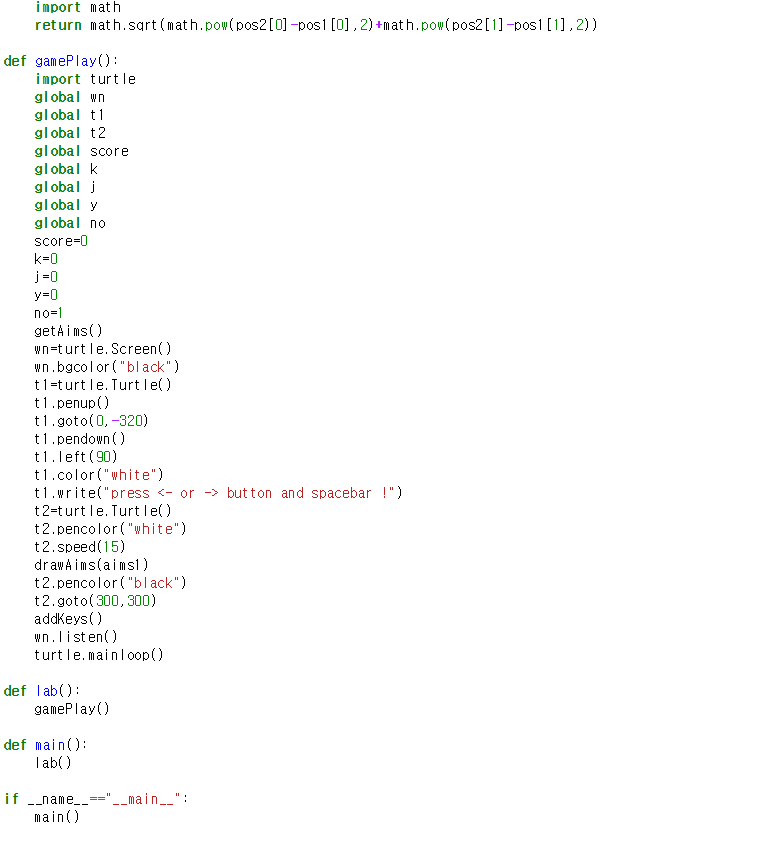 import math
    return math.sqrt(math.pow(pos2[0]-pos1[0],2)+math.pow(pos2[1]-pos1[1],2))

def gamePlay():
    import turtle
    global wn
    global t1
    global t2
    global score
    global k
    global j
    global y
    global no
    score=0
    k=0
    j=0
    y=0
    no=1
    getAims()
    wn=turtle.Screen()
    wn.bgcolor("black")
    t1=turtle.Turtle()
    t1.penup()
    t1.goto(0,-320)
    t1.pendown()
    t1.left(90)
    t1.color("white")
    t1.write("press <- or -> button and spacebar !")
    t2=turtle.Turtle()
    t2.pencolor("white")
    t2.speed(15)
    drawAims(aims1)
    t2.pencolor("black")
    t2.goto(300,300)
    addKeys()
    wn.listen()
    turtle.mainloop()

def lab():
    gamePlay()

def main():
    lab()

if __name__=="__main__":
    main()